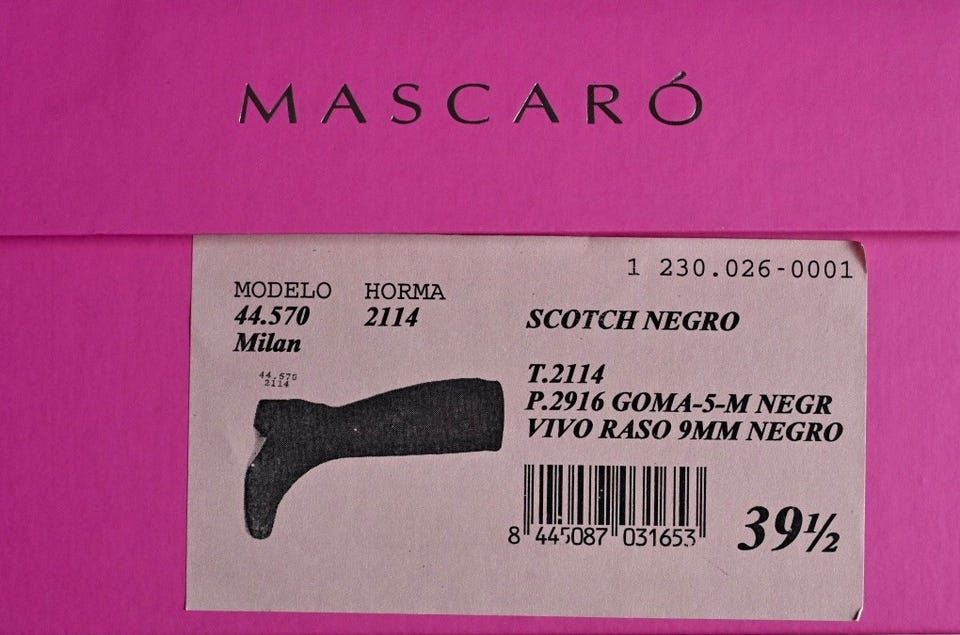 MASCARÓ
1 230.026-0001
MODELO HORMA
44.570 2114
Milan
44.570
2114
SCOTCH NEGRO
T.2114
P.2916 GOMA-5-M NEGR
VIVO RASO 9MM NEGRO
8 445087 031653
39½